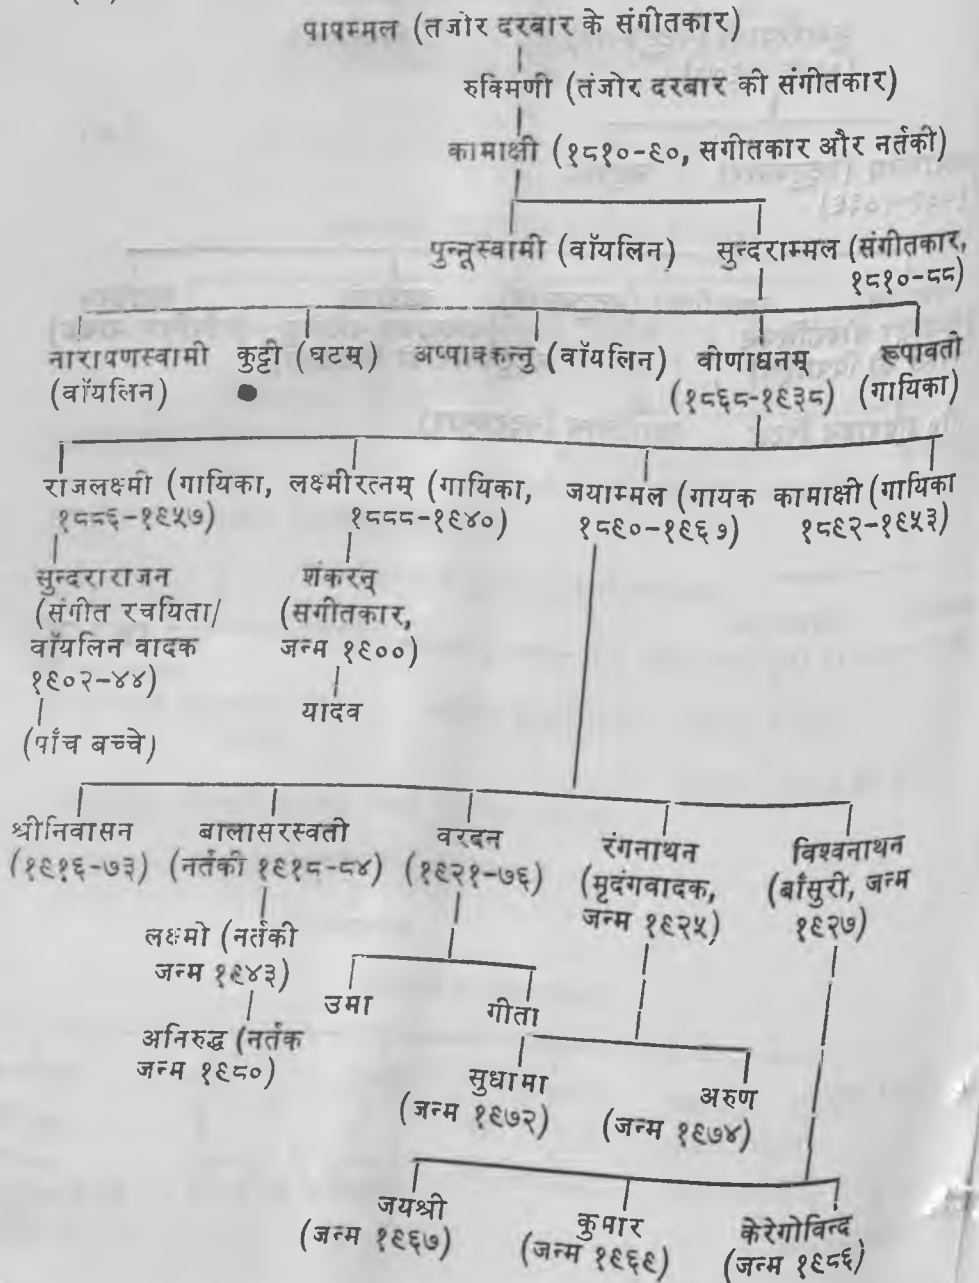 पापम्मल (तजोर दरबार के संगीतकार)
रुक्मिणी (तंजोर दरबार की संगीतकार)
कामाक्षी (१८१०-९०, संगीतकार और नर्तकी)
पुन्नूस्वामी (वॉयलिन) सुन्दराम्मल (संगीतकार,
१८१०-८८)
नारायणस्वामी कुट्टी (घटम्) अप्पाक्कन्नु (वॉयलिन) वीणाधनम् रूपावती
(वॉयलिन) (१८६८-१९३८) (गायिका)
राजलक्ष्मी (गायिका, लक्ष्मीरत्नम् (गायिका, जयाम्मल (गायक कामाक्षी (गायिका
१८८६-१९५७) १८८८-१९४०) १८९०-१९६७) १८९२-१९५३)
सुन्दराराजन शंकरन्
(संगीत रचयिता/ (संगीतकार,
वॉयलिन वादक जन्म १९००)
१९०२-४४) यादव
(पाँच बच्चे)
श्रीनिवासन बालासरस्वती वरदन रंगनाथन विश्वनाथन
(१९१६-७३) (नर्तकी १९१८-८४) (१९२१-७६) (मृदंगवादक, (बाँसुरी, जन्म
जन्म १९२५) १९२७)
लक्ष्मी (नर्तकी
जन्म १९४३)
उमा गीता
अनिरुद्ध (नर्तक
जन्म १९८०)
सुधामा अरुण
(जन्म १९७२) (जन्म १९७४)
जयश्री कुमार केरेगोविन्द
(जन्म १९६७) (जन्म १९६९) (जन्म १९८६)